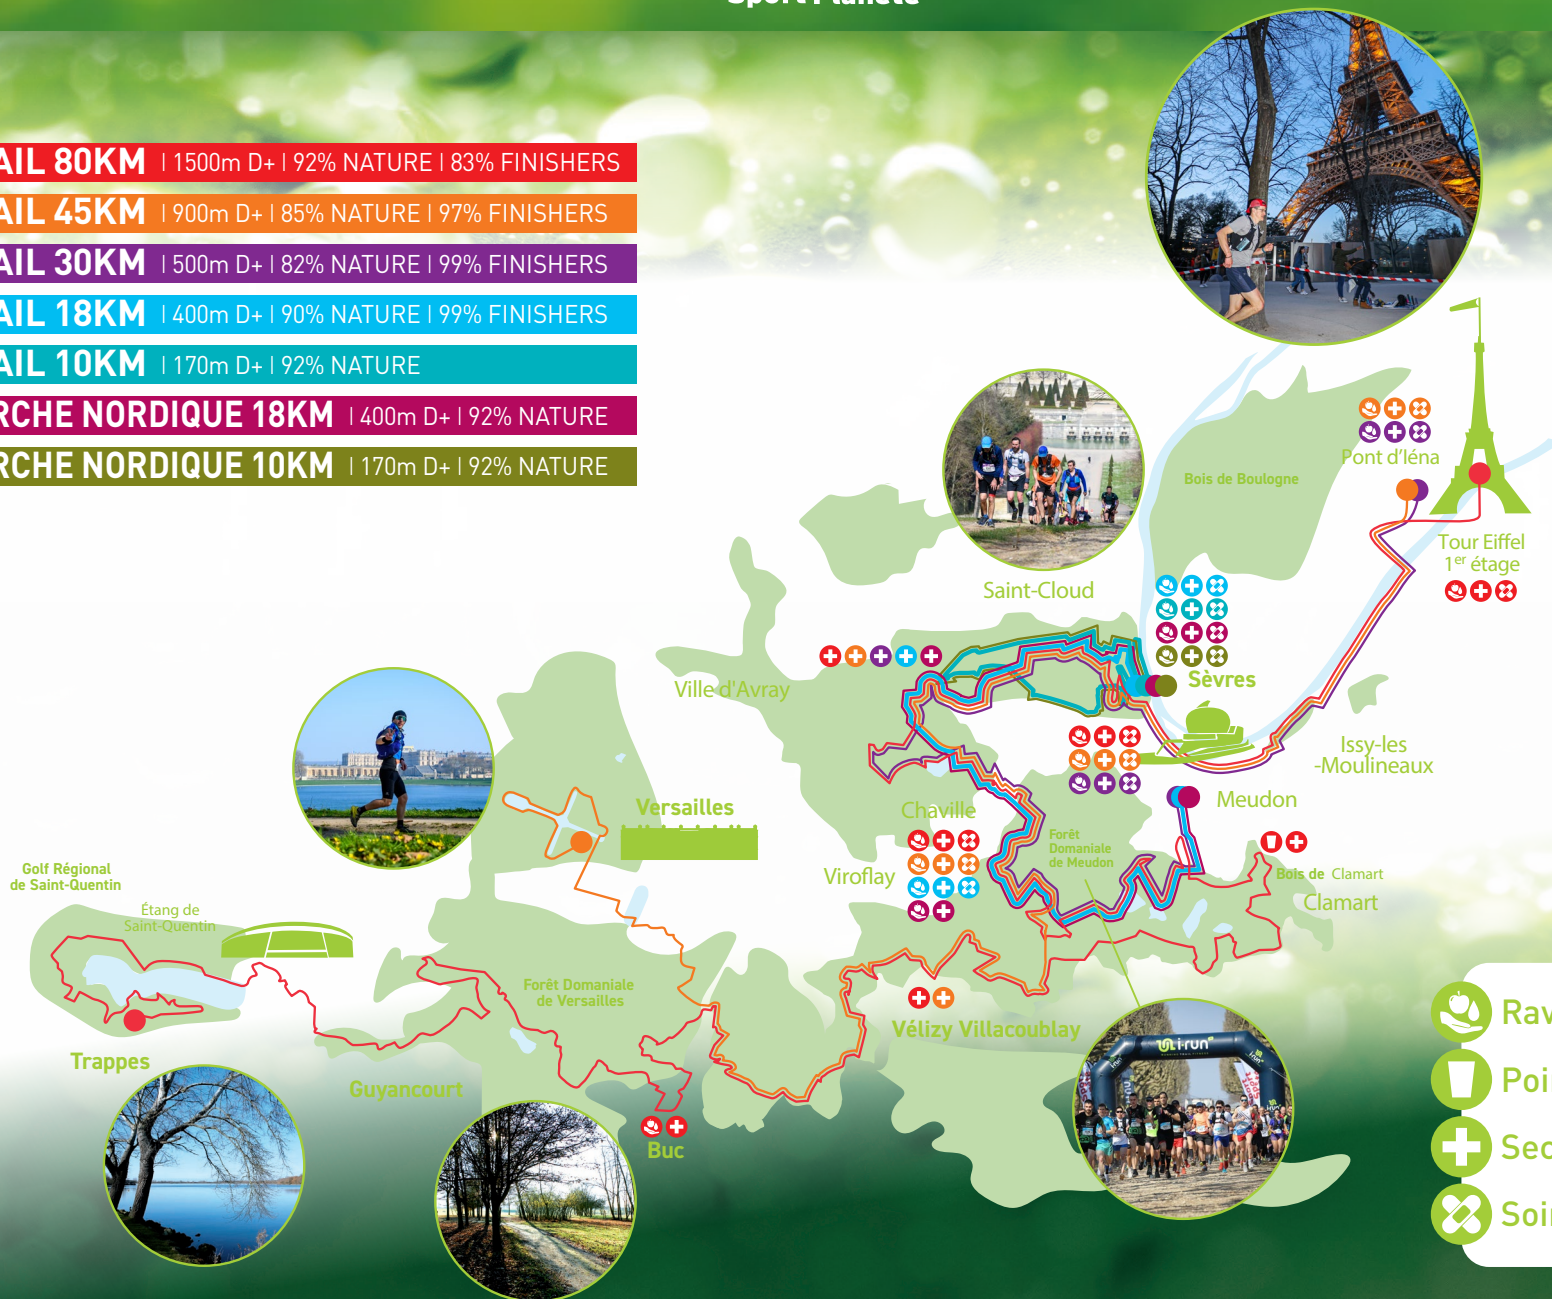 Sport Planète
AIL 80KM | 1500m D+ | 92% NATURE | 83% FINISHERS
AIL 45KM | 900m D+ | 85% NATURE | 97% FINISHERS
AIL 30KM | 500m D+ | 82% NATURE | 99% FINISHERS
AIL 18KM | 400m D+ | 90% NATURE | 99% FINISHERS
AIL 10KM | 170m D+ | 92% NATURE
RCHE NORDIQUE 18KM | 400m D+ | 92% NATURE
RCHE NORDIQUE 10KM | 170m D+ | 92% NATURE
Pont d'Iéna
Bois de Boulogne
Tour Eiffel
1er étage
Saint-Cloud
Sèvres
Ville d'Avray
Issy-les
-Moulineaux
Meudon
Versailles
Chaville
Forêt
Domaniale
de Meudon
Viroflay
Bois de Clamart
Clamart
Golf Régional
de Saint-Quentin
Étang de
Saint-Quentin
Forêt Domaniale
de Versailles
Vélizy Villacoublay
Trappes
Guyancourt
Buc
i-run
Rav
Poi
Sec
Soi